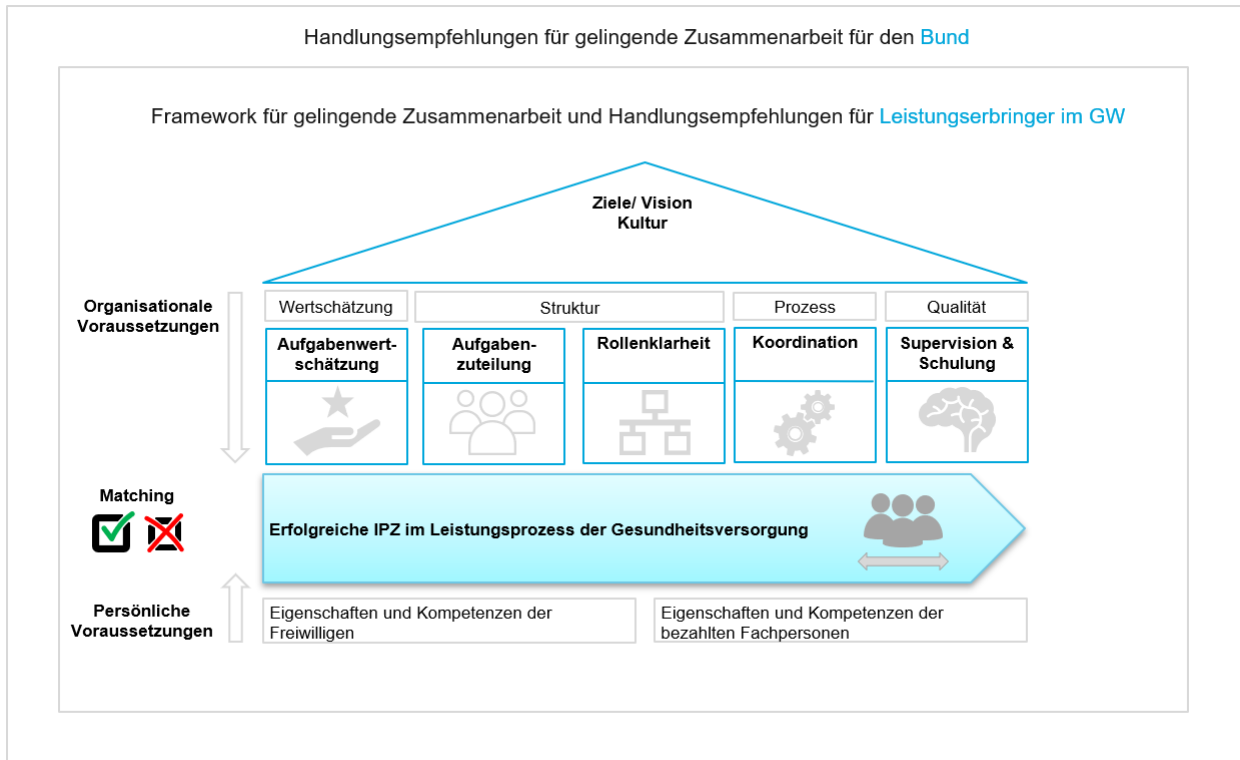 Handlungsempfehlungen für gelingende Zusammenarbeit für den Bund
Framework für gelingende Zusammenarbeit und Handlungsempfehlungen für Leistungserbringer im GW
Ziele/ Vision
Kultur
Organisationale
Voraussetzungen
Wertschätzung
Struktur
Prozess
Qualität
Aufgabenwert-
schätzung
Aufgaben-
zuteilung
Rollenklarheit
Koordination
Supervision &
Schulung
Matching
Erfolgreiche IPZ im Leistungsprozess der Gesundheitsversorgung
Persönliche
Voraussetzungen
Eigenschaften und Kompetenzen der
Freiwilligen
Eigenschaften und Kompetenzen der
bezahlten Fachpersonen